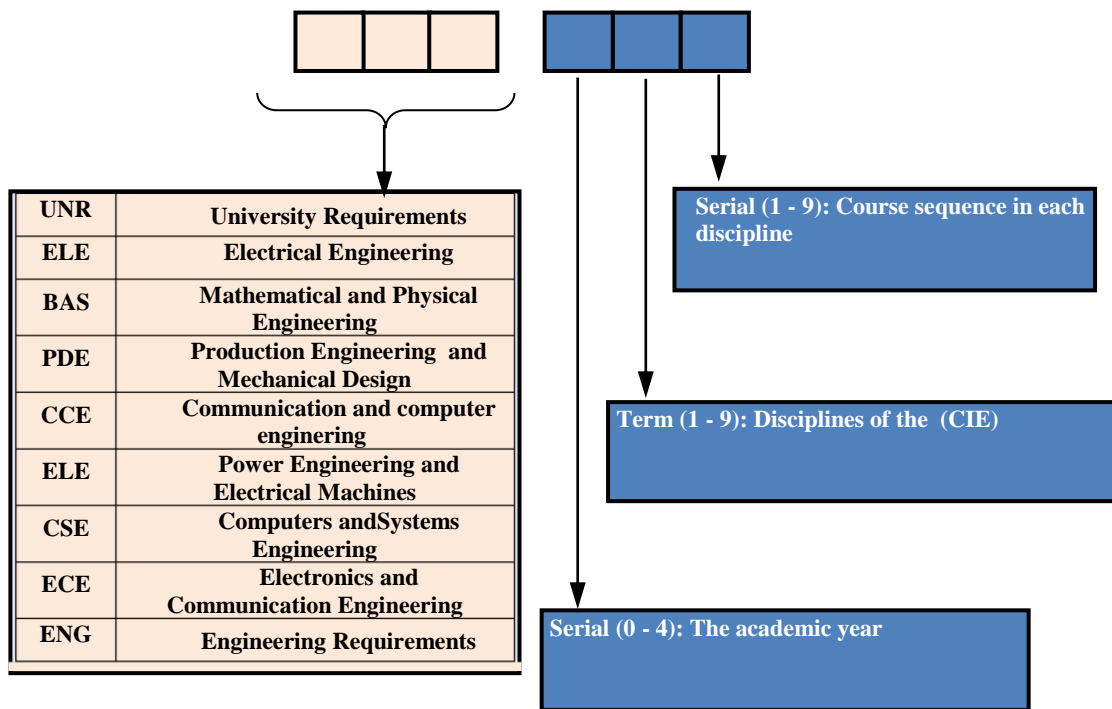 UNR University Requirements
ELE Electrical Engineering
BAS Mathematical and Physical
Engineering
PDE Production Engineering and
Mechanical Design
CCE Communication and computer
enginering
ELE Power Engineering and
Electrical Machines
CSE Computers andSystems
Engineering
ECE Electronics and
Communication Engineering
ENG Engineering Requirements
Serial (1 - 9): Course sequence in each
discipline
Term (1 - 9): Disciplines of the (CIE)
Serial (0 - 4): The academic year